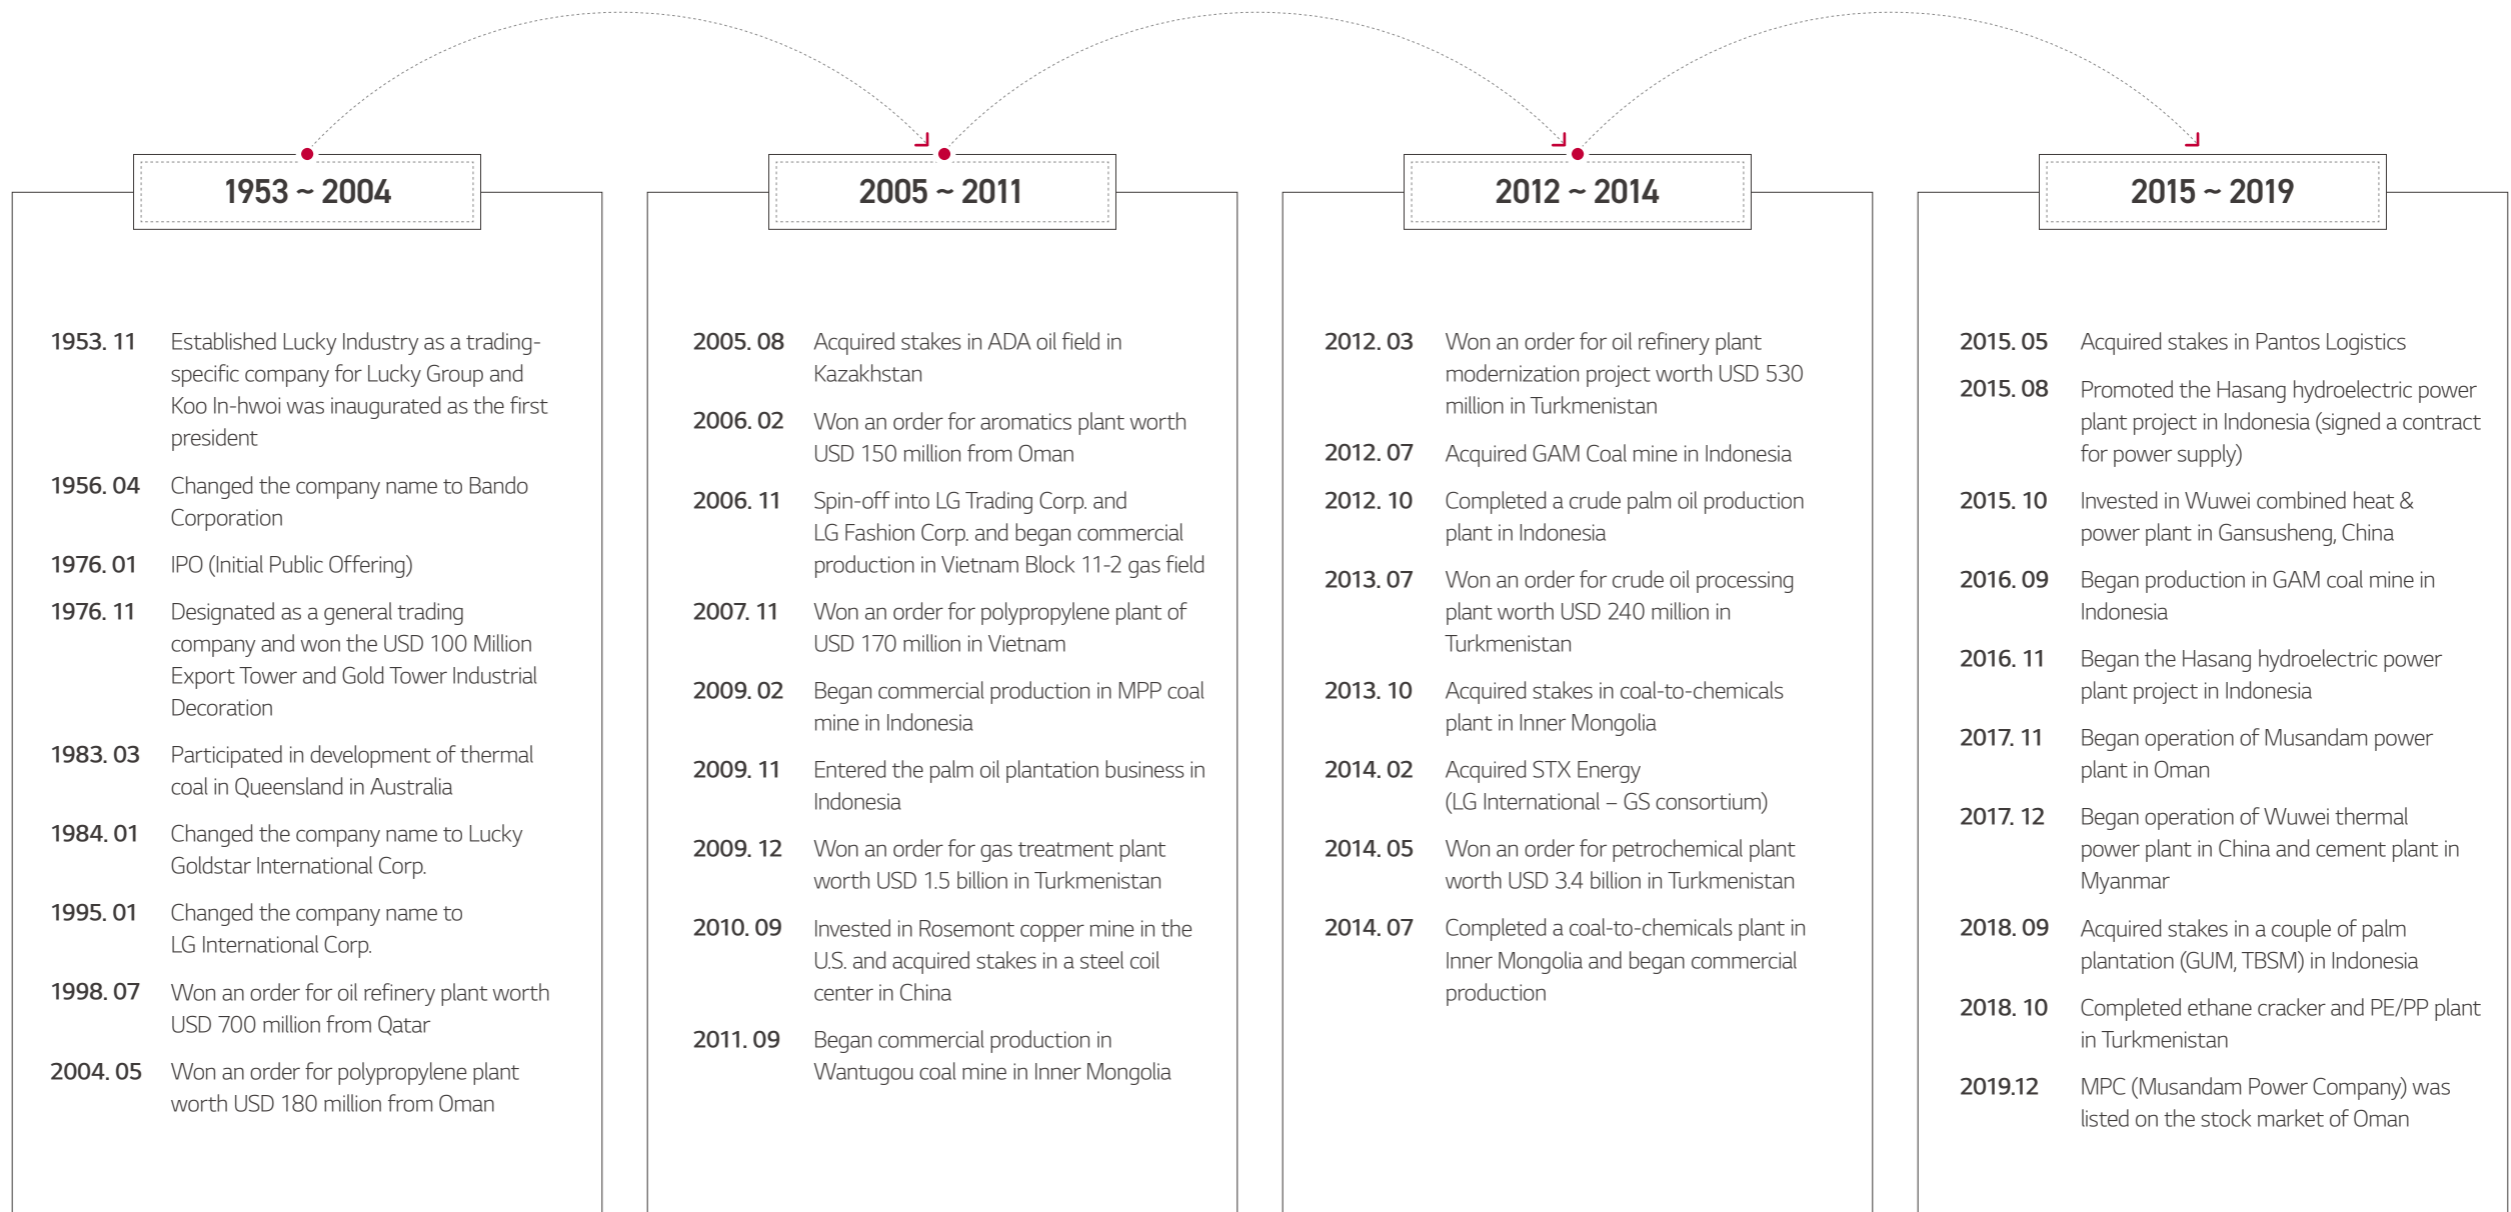 1953 ~ 2004
1953. 11 Established Lucky Industry as a trading-
specific company for Lucky Group and
Koo In-hwoi was inaugurated as the first
president
1956. 04 Changed the company name to Bando
Corporation
1976. 01 IPO (Initial Public Offering)
1976. 11 Designated as a general trading
company and won the USD 100 Million
Export Tower and Gold Tower Industrial
Decoration
1983. 03 Participated in development of thermal
coal in Queensland in Australia
1984. 01 Changed the company name to Lucky
Goldstar International Corp.
1995. 01 Changed the company name to
LG International Corp.
1998. 07 Won an order for oil refinery plant worth
USD 700 million from Qatar
2004. 05 Won an order for polypropylene plant
worth USD 180 million from Oman
2005 ~ 2011
2005. 08 Acquired stakes in ADA oil field in
Kazakhstan
2006. 02 Won an order for aromatics plant worth
USD 150 million from Oman
2006. 11 Spin-off into LG Trading Corp. and
LG Fashion Corp. and began commercial
production in Vietnam Block 11-2 gas field
2007. 11 Won an order for polypropylene plant of
USD 170 million in Vietnam
2009. 02 Began commercial production in MPP coal
mine in Indonesia
2009. 11 Entered the palm oil plantation business in
Indonesia
2009. 12 Won an order for gas treatment plant
worth USD 1.5 billion in Turkmenistan
2010. 09 Invested in Rosemont copper mine in the
U.S. and acquired stakes in a steel coil
center in China
2011. 09 Began commercial production in
Wantugou coal mine in Inner Mongolia
2012 ~ 2014
2012. 03 Won an order for oil refinery plant
modernization project worth USD 530
million in Turkmenistan
2012. 07 Acquired GAM Coal mine in Indonesia
2012. 10 Completed a crude palm oil production
plant in Indonesia
2013. 07 Won an order for crude oil processing
plant worth USD 240 million in
Turkmenistan
2013. 10 Acquired stakes in coal-to-chemicals
plant in Inner Mongolia
2014. 02 Acquired STX Energy
(LG International – GS consortium)
2014. 05 Won an order for petrochemical plant
worth USD 3.4 billion in Turkmenistan
2014. 07 Completed a coal-to-chemicals plant in
Inner Mongolia and began commercial
production
2015 ~ 2019
2015. 05 Acquired stakes in Pantos Logistics
2015. 08 Promoted the Hasang hydroelectric power
plant project in Indonesia (signed a contract
for power supply)
2015. 10 Invested in Wuwei combined heat &
power plant in Gansusheng, China
2016. 09 Began production in GAM coal mine in
Indonesia
2016. 11 Began the Hasang hydroelectric power
plant project in Indonesia
2017. 11 Began operation of Musandam power
plant in Oman
2017. 12 Began operation of Wuwei thermal
power plant in China and cement plant in
Myanmar
2018. 09 Acquired stakes in a couple of palm
plantation (GUM, TBSM) in Indonesia
2018. 10 Completed ethane cracker and PE/PP plant
in Turkmenistan
2019.12 MPC (Musandam Power Company) was
listed on the stock market of Oman